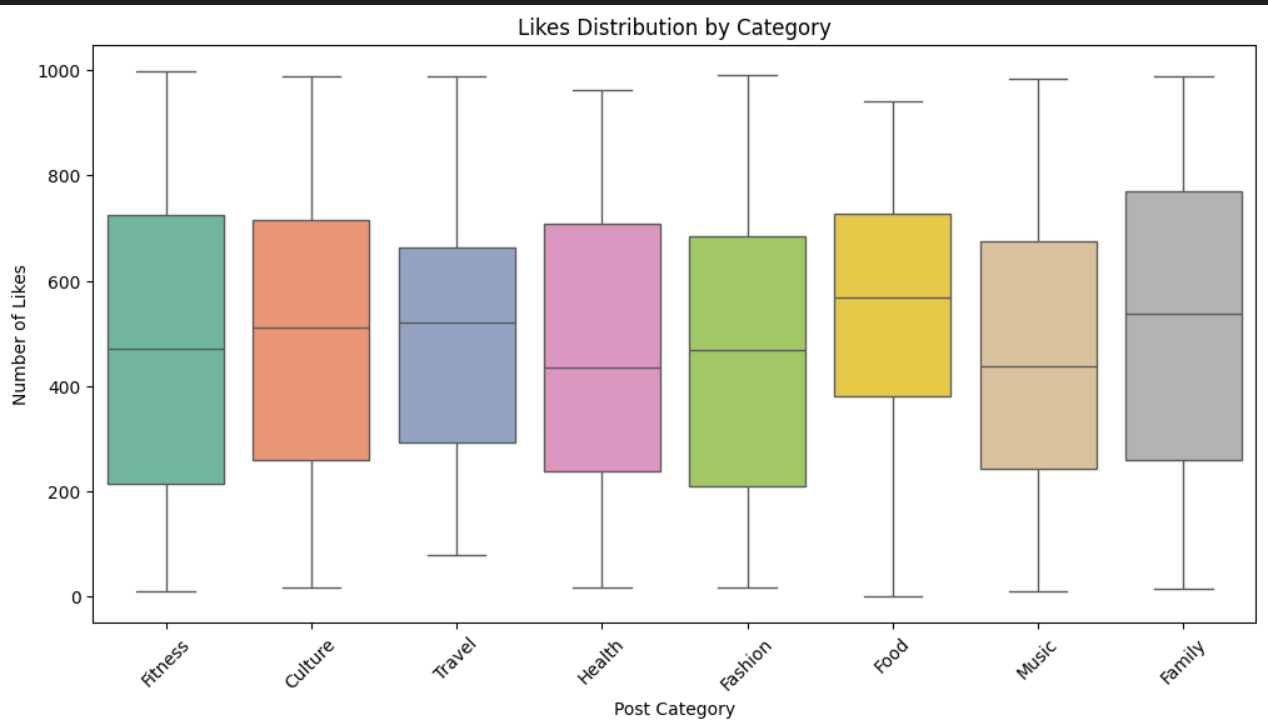 Likes Distribution by Category
Number of Likes
1000
800
600
400
200
0
Fitness
Culture
Travel
Health
Fashion
Food
Music
Family
Post Category